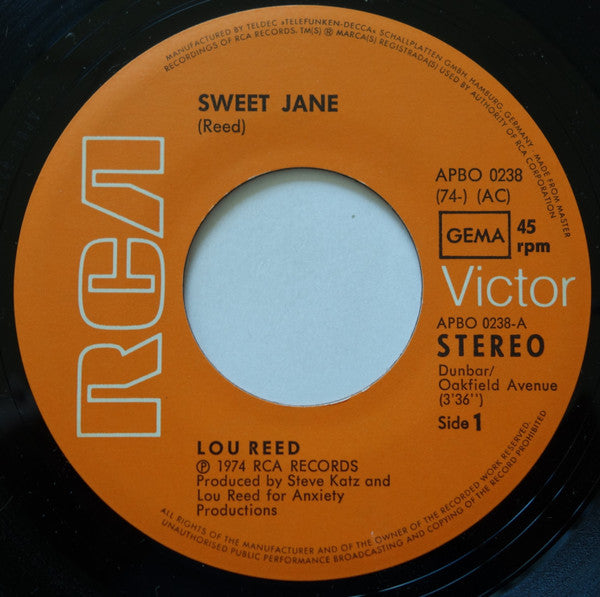 MANUFACTURED BY TELDEC »TELEFUNKEN-DECCA« SCHALLPLATTEN GMBH, HAMBURG, GERMANY · MADE FROM MASTER
RECORDINGS OF RCA RECORDS. TM(S) ® MARCA(S) REGISTRADA(S) USED BY AUTHORITY OF RCA CORPORATION
SWEET JANE
(Reed)
RCA
APBO 0238
(74-) (AC)
GEMA
45
rpm
Victor
APBO 0238-A
STEREO
Dunbar/
Oakfield Avenue
(3'36'')
Side 1
LOU REED
℗ 1974 RCA RECORDS
Produced by Steve Katz and
Lou Reed for Anxiety
Productions
ALL RIGHTS OF THE MANUFACTURER AND OF THE OWNER OF THE RECORDED WORK RESERVED.
UNAUTHORISED PUBLIC PERFORMANCE BROADCASTING AND COPYING OF THE RECORD PROHIBITED